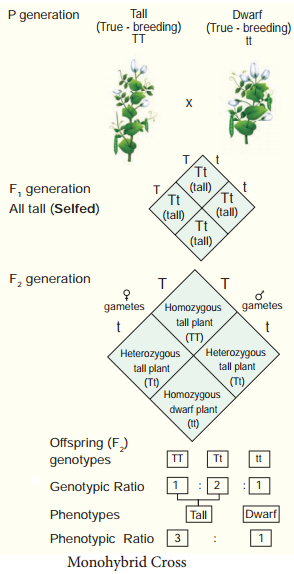 P generation
Tall
(True - breeding)
TT
Dwarf
(True - breeding)
tt
x
T t
T Tt t
(tall)
Tt Tt
(tall) (tall)
Tt
(tall)
F₁ generation
All tall (Selfed)
F₂ generation
T T
♀ ♂
gametes gametes
t t
Homozygous
tall plant
(TT)
Heterozygous Heterozygous
tall plant tall plant
(Tt) (Tt)
Homozygous
dwarf plant
(tt)
Offspring (F₂)
genotypes TT Tt tt
Genotypic Ratio 1 : 2 : 1
Phenotypes Tall Dwarf
Phenotypic Ratio 3 : 1
Monohybrid Cross